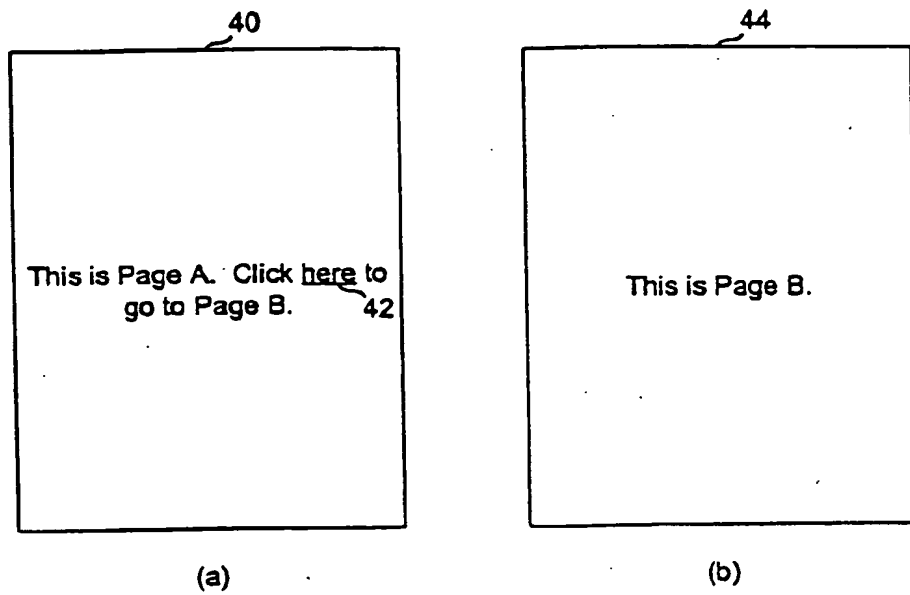 40
This is Page A. Click here to
go to Page B.
42
(a)
44
This is Page B.
(b)